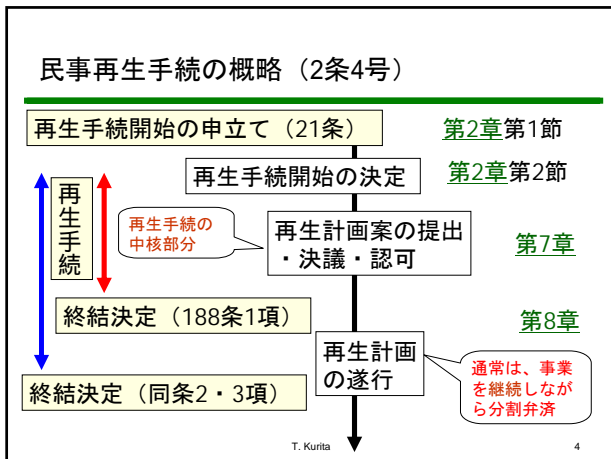 民事再生手続の概略（2条4号）
再生手続開始の申立て（21条）
第2章第1節
再生手続開始の決定
第2章第2節
再生手続
再生手続の
中核部分
再生計画案の提出
・決議・認可
第7章
終結決定（188条1項）
第8章
再生計画
の遂行
通常は、事業
を継続しなが
ら分割弁済
終結決定（同条2・3項）
T. Kurita
4